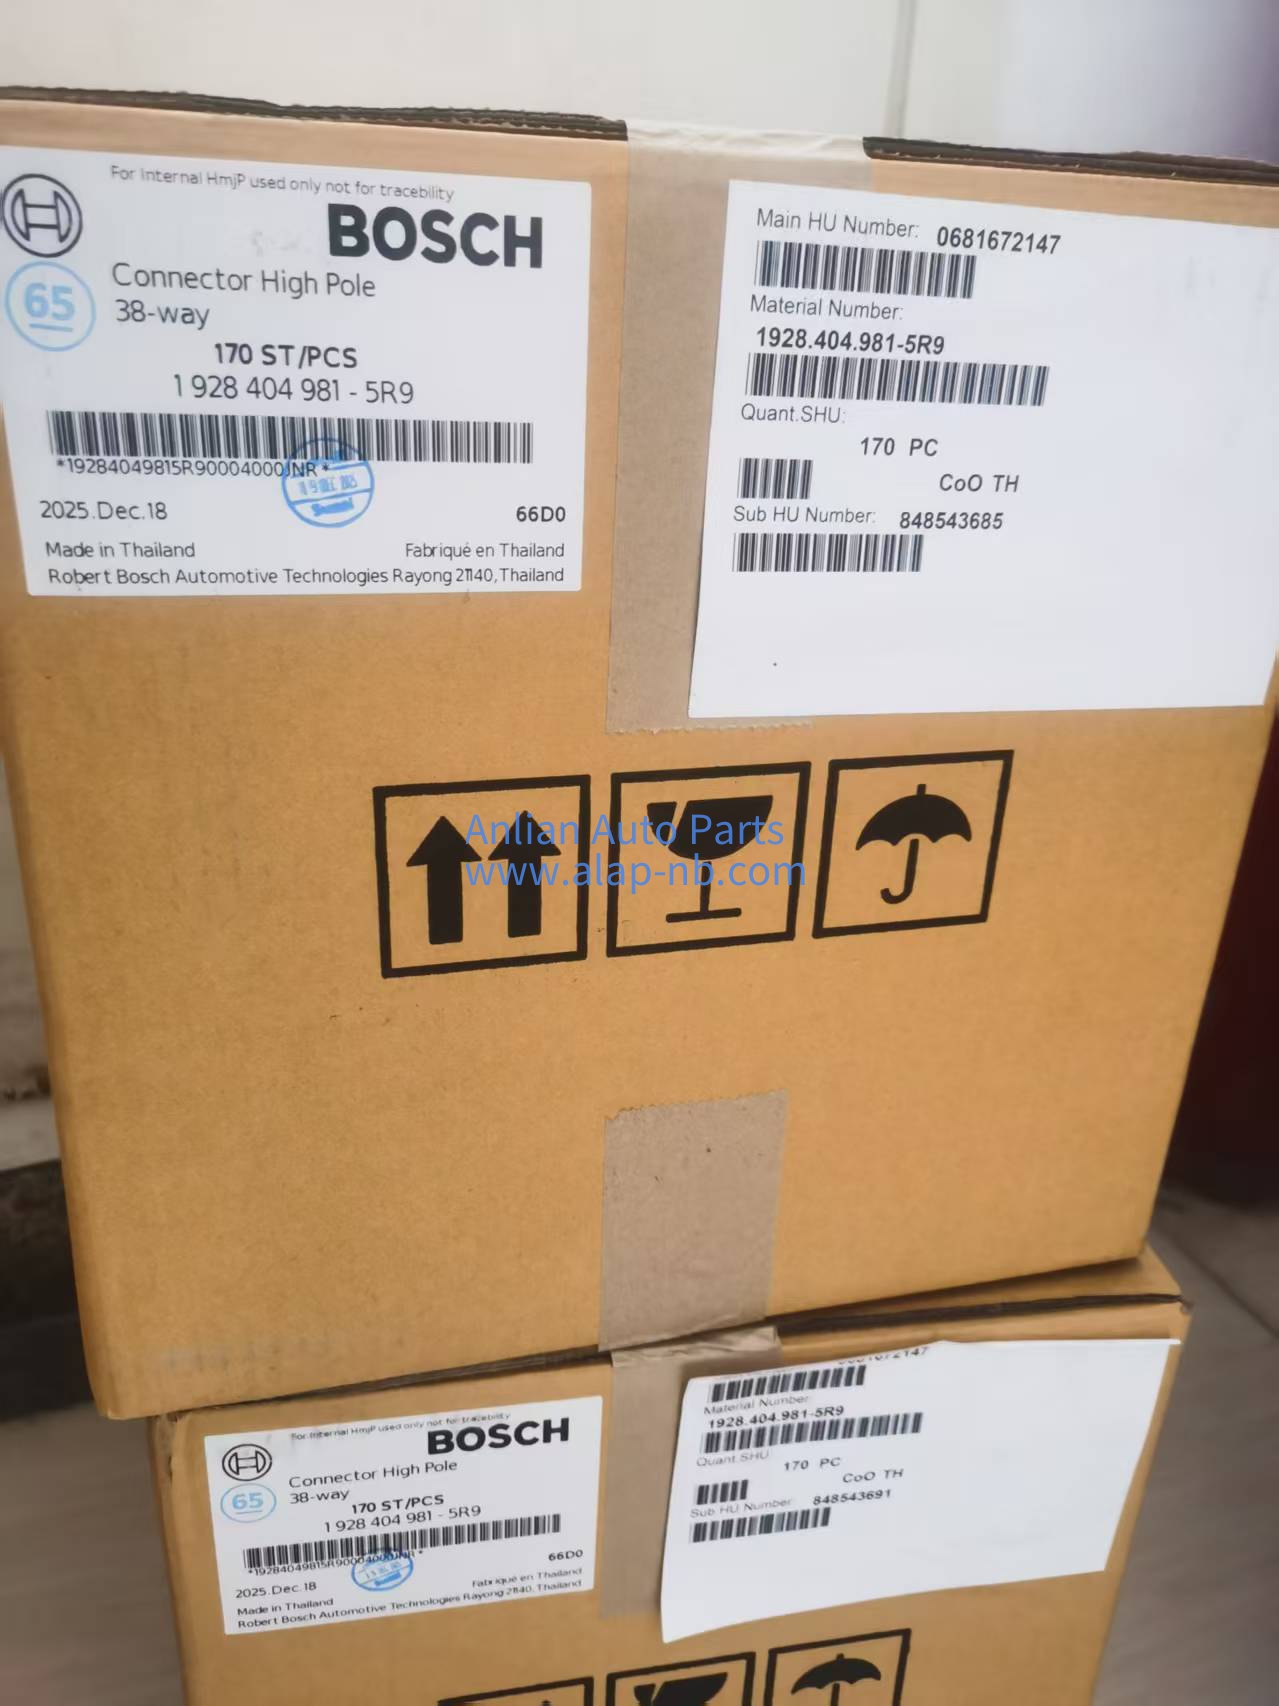 For Internal HmjP used only not for tracebility
BOSCH
65
Connector High Pole
38-way
170 ST/PCS
1 928 404 981 - 5R9
*19284049815R90004000JNR*
2025.Dec.18
66D0
Made in Thailand
Fabriqué en Thailand
Robert Bosch Automotive Technologies Rayong 21140, Thailand
Main HU Number: 0681672147
Material Number:
1928.404.981-5R9
Quant.SHU:
170 PC
CoO TH
Sub HU Number: 848543685
Anlian Auto Parts
www.alap-nb.com
For Internal HmjP used only not for tracebility
BOSCH
65
Connector High Pole
38-way
170 ST/PCS
1 928 404 981 - 5R9
*19284049815R90004000JNR*
66D0
2025.Dec.18
Made in Thailand
Fabriqué en Thailand
Robert Bosch Automotive Technologies Rayong 21140, Thailand
Material Number:
1928.404.981-5R9
Quant.SHU:
170 PC
CoO TH
Sub HU Number: 848543691